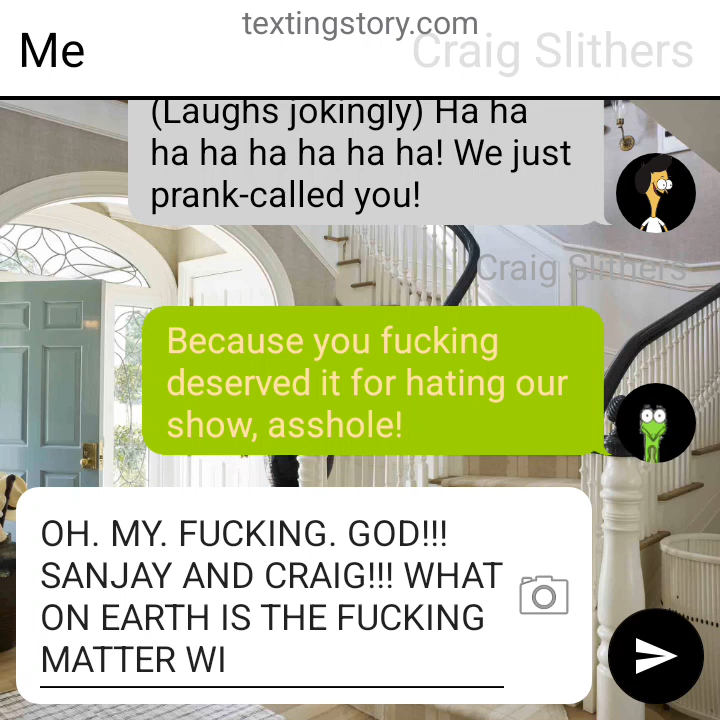 textingstory.com
Me
Craig Slithers
(Laughs jokingly) Ha ha
ha ha ha ha ha ha! We just
prank-called you!
Craig Slithers
Because you fucking
deserved it for hating our
show, asshole!
OH. MY. FUCKING. GOD!!!
SANJAY AND CRAIG!!! WHAT
ON EARTH IS THE FUCKING
MATTER WI